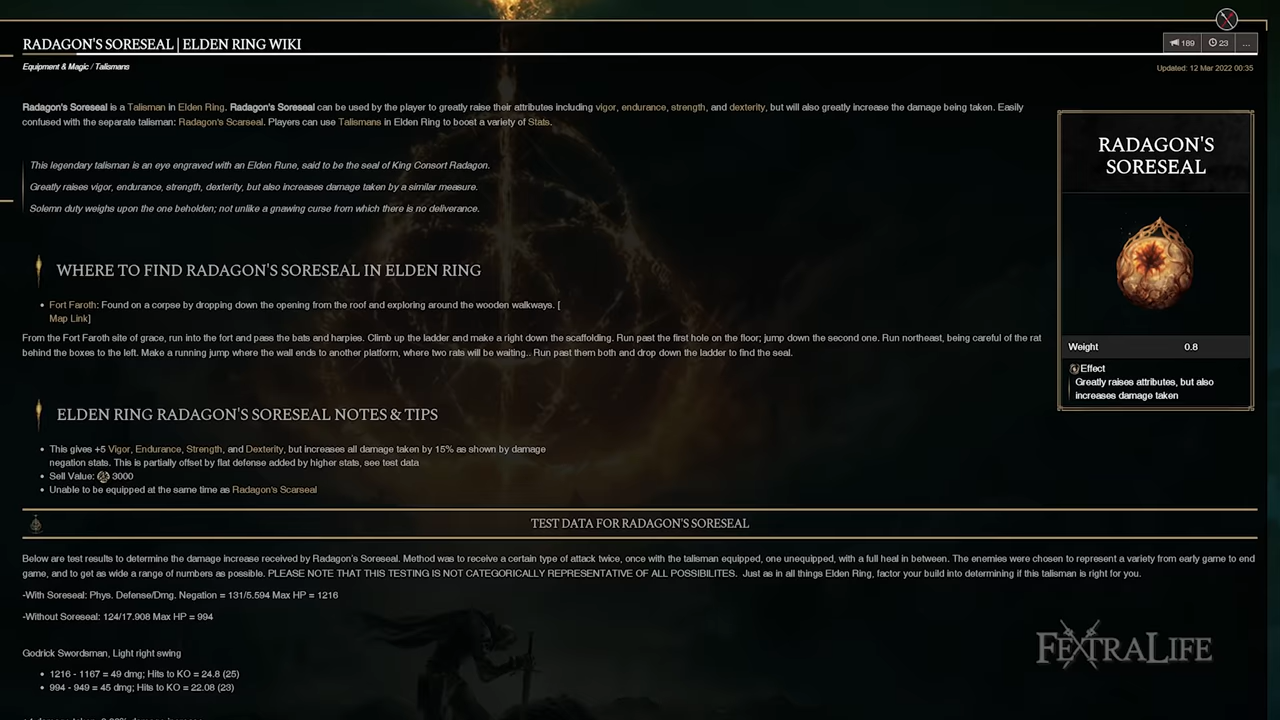 RADAGON'S SORESEAL | ELDEN RING WIKI
189 23 ...
Equipment & Magic / Talismans
Updated: 12 Mar 2022 00:35
Radagon's Soreseal is a Talisman in Elden Ring. Radagon's Soreseal can be used by the player to greatly raise their attributes including vigor, endurance, strength, and dexterity, but will also greatly increase the damage being taken. Easily
confused with the separate talisman: Radagon's Scarseal. Players can use Talismans in Elden Ring to boost a variety of Stats.
This legendary talisman is an eye engraved with an Elden Rune, said to be the seal of King Consort Radagon.
Greatly raises vigor, endurance, strength, dexterity, but also increases damage taken by a similar measure.
Solemn duty weighs upon the one beholden; not unlike a gnawing curse from which there is no deliverance.
RADAGON'S
SORESEAL
Weight 0.8
Effect
Greatly raises attributes, but also
increases damage taken
WHERE TO FIND RADAGON'S SORESEAL IN ELDEN RING
• Fort Faroth: Found on a corpse by dropping down the opening from the roof and exploring around the wooden walkways. [
Map Link]
From the Fort Faroth site of grace, run into the fort and pass the bats and harpies. Climb up the ladder and make a right down the scaffolding. Run past the first hole on the floor; jump down the second one. Run northeast, being careful of the rat
behind the boxes to the left. Make a running jump where the wall ends to another platform, where two rats will be waiting.. Run past them both and drop down the ladder to find the seal.
ELDEN RING RADAGON'S SORESEAL NOTES & TIPS
• This gives +5 Vigor, Endurance, Strength, and Dexterity, but increases all damage taken by 15% as shown by damage
negation stats. This is partially offset by flat defense added by higher stats, see test data
• Sell Value: 3000
• Unable to be equipped at the same time as Radagon's Scarseal
TEST DATA FOR RADAGON'S SORESEAL
Below are test results to determine the damage increase received by Radagon's Soreseal. Method was to receive a certain type of attack twice, once with the talisman equipped, one unequipped, with a full heal in between. The enemies were chosen to represent a variety from early game to end
game, and to get as wide a range of numbers as possible. PLEASE NOTE THAT THIS TESTING IS NOT CATEGORICALLY REPRESENTATIVE OF ALL POSSIBILITES. Just as in all things Elden Ring, factor your build into determining if this talisman is right for you.
-With Soreseal: Phys. Defense/Dmg. Negation = 131/5.594 Max HP = 1216
-Without Soreseal: 124/17.908 Max HP = 994
Godrick Swordsman, Light right swing
• 1216 - 1167 = 49 dmg; Hits to KO = 24.8 (25)
• 994 - 949 = 45 dmg; Hits to KO = 22.08 (23)
FEXTRALIFE